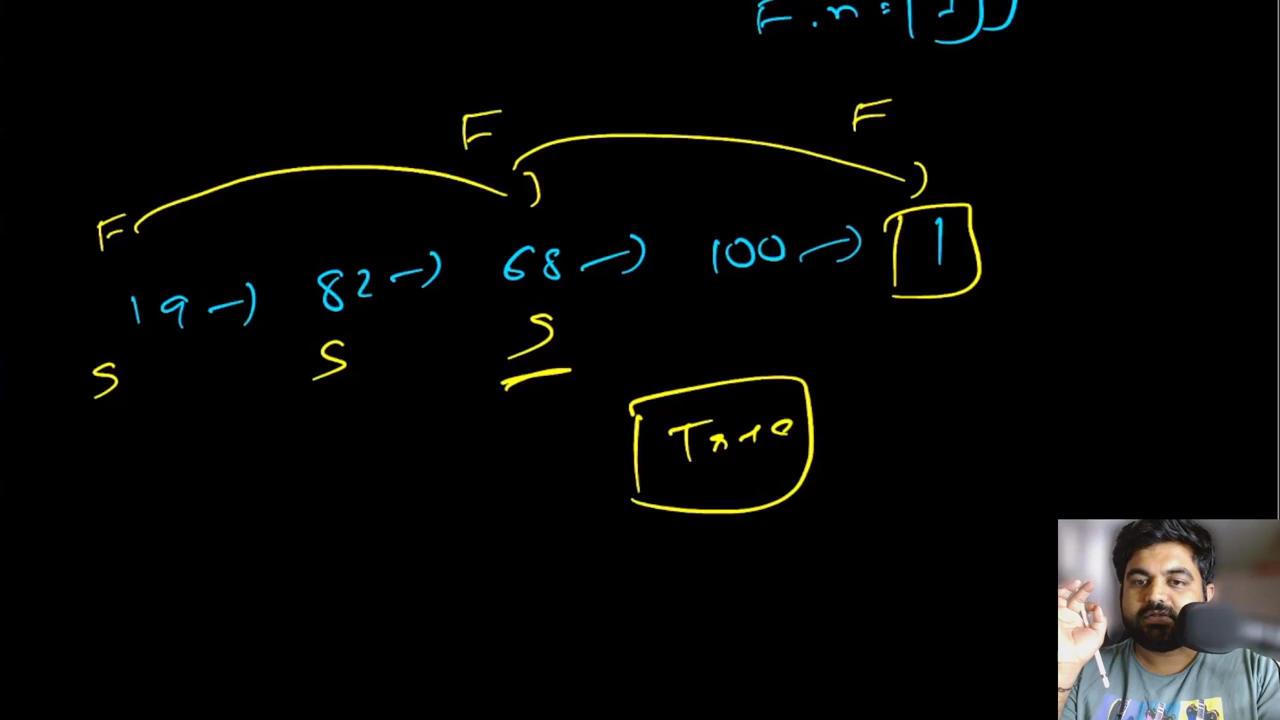 F F
F
19 → 82 → 68 → 100 → 1
S S S
True